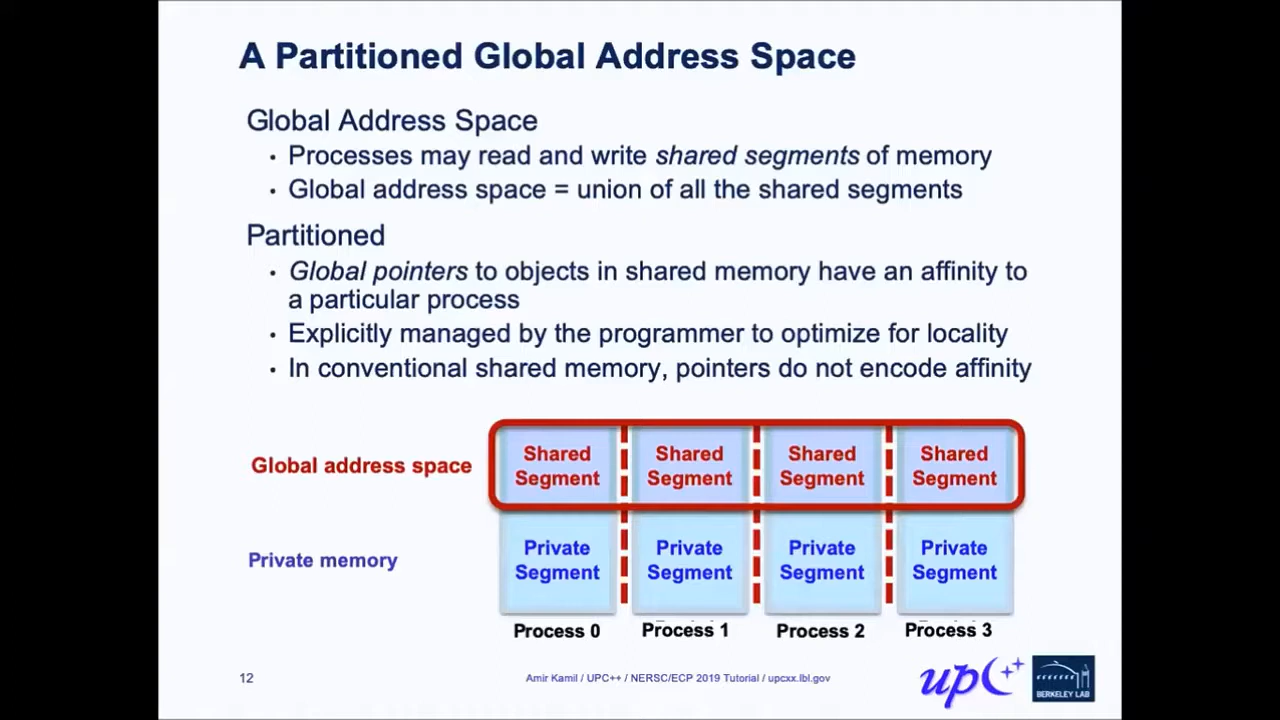 A Partitioned Global Address Space
Global Address Space
• Processes may read and write shared segments of memory
• Global address space = union of all the shared segments
Partitioned
• Global pointers to objects in shared memory have an affinity to
a particular process
• Explicitly managed by the programmer to optimize for locality
• In conventional shared memory, pointers do not encode affinity
Global address space
Shared Segment
Shared Segment
Shared Segment
Shared Segment
Private memory
Private Segment
Private Segment
Private Segment
Private Segment
Process 0
Process 1
Process 2
Process 3
12
Amir Kamil / UPC++ / NERSC/ECP 2019 Tutorial / upcxx.lbl.gov
upc++
BERKELEY LAB